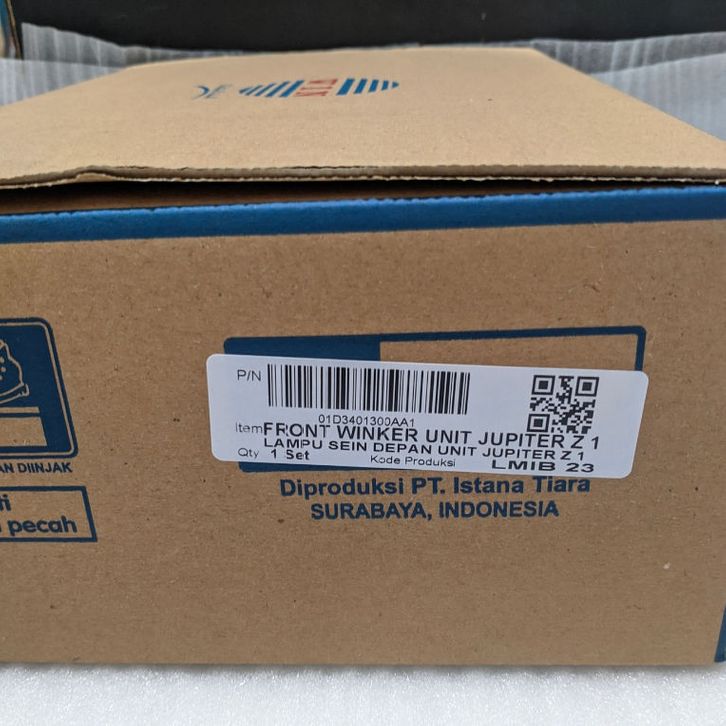 P/N
01D3401300AA1
Item FRONT WINKER UNIT JUPITER Z 1
LAMPU SEIN DEPAN UNIT JUPITER Z 1
Qty 1 Set
Kode Produksi LMIB 23
Diproduksi PT. Istana Tiara
SURABAYA, INDONESIA
AN DIINJAK
ti
pecah